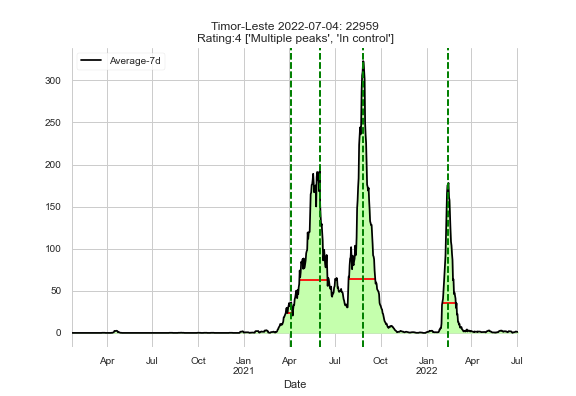 Timor-Leste 2022-07-04: 22959
Rating:4 ['Multiple peaks', 'In control']
Average-7d
300
250
200
150
100
50
0
Apr Jul Oct Jan Apr Jul Oct Jan Apr Jul
2021 2022
Date